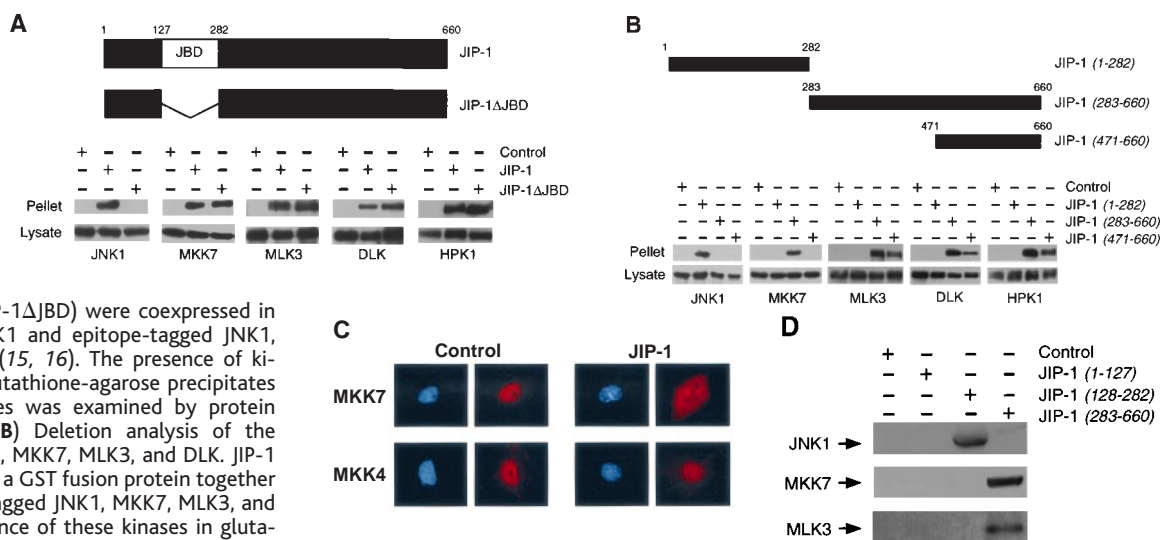 A
1 127 282 660
JBD
JIP-1
JIP-1ΔJBD
+ – – + – – + – – + – – + – – Control
– + – – + – – + – – + – – + – JIP-1
– – + – – + – – + – – + – – + JIP-1ΔJBD
Pellet
Lysate
JNK1 MKK7 MLK3 DLK HPK1
B
1 282
JIP-1 (1-282)
283 660
JIP-1 (283-660)
471 660
JIP-1 (471-660)
+ – – – + – – – + – – – + – – – + – – – Control
– + – – – + – – – + – – – + – – – + – – JIP-1 (1-282)
– – + – – – + – – – + – – – + – – – + – JIP-1 (283-660)
– – – + – – – + – – – + – – – + – – – + JIP-1 (471-660)
Pellet
Lysate
JNK1 MKK7 MLK3 DLK HPK1
P-1ΔJBD) were coexpressed in
K1 and epitope-tagged JNK1,
(15, 16). The presence of ki-
utathione-agarose precipitates
es was examined by protein
B) Deletion analysis of the
, MKK7, MLK3, and DLK. JIP-1
a GST fusion protein together
agged JNK1, MKK7, MLK3, and
nce of these kinases in gluta-
C
Control JIP-1
MKK7
MKK4
D
+ – – – Control
– + – – JIP-1 (1-127)
– – + – JIP-1 (128-282)
– – – + JIP-1 (283-660)
JNK1
MKK7
MLK3